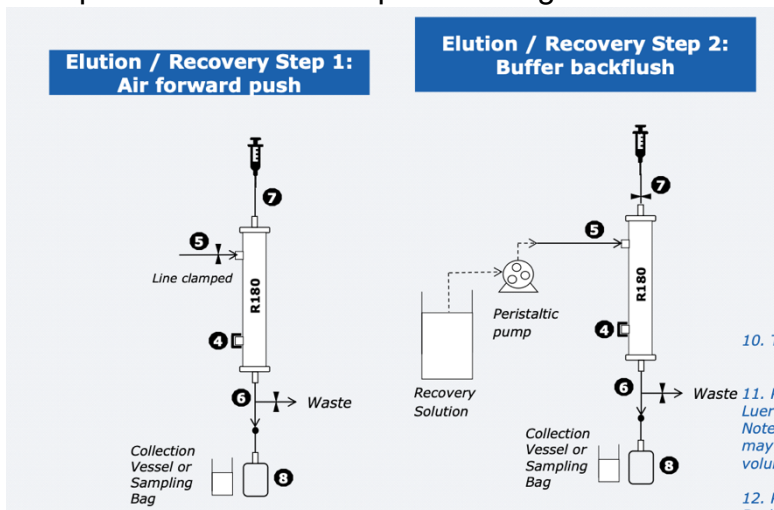 Elution / Recovery Step 1:
Air forward push
7
5
Line clamped
R180
4
6
Waste
Collection
Vessel or
Sampling
Bag
8
Elution / Recovery Step 2:
Buffer backflush
7
5
R180
Peristaltic
pump
4
Recovery
Solution
6
Waste
Collection
Vessel or
Sampling
Bag
8
10.
11.
Luer
Note
may
volu
12.